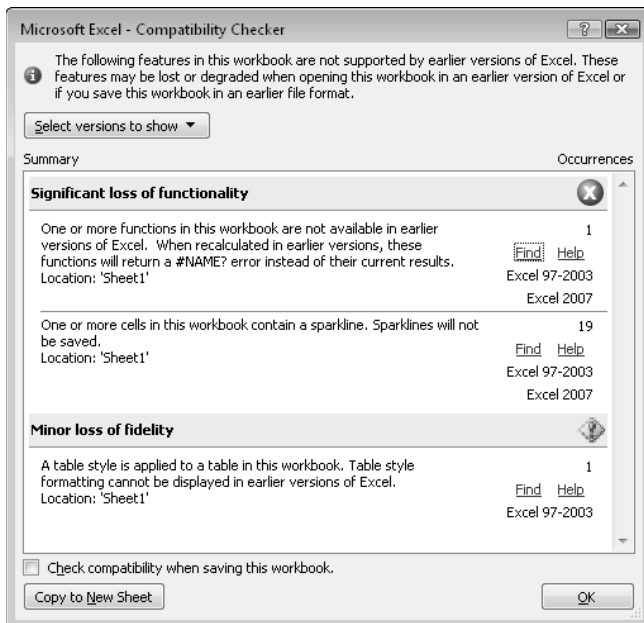 Microsoft Excel - Compatibility Checker
The following features in this workbook are not supported by earlier versions of Excel. These
features may be lost or degraded when opening this workbook in an earlier version of Excel or
if you save this workbook in an earlier file format.
Select versions to show
Summary Occurrences
Significant loss of functionality
One or more functions in this workbook are not available in earlier 1
versions of Excel. When recalculated in earlier versions, these Find Help
functions will return a #NAME? error instead of their current results.
Location: 'Sheet1' Excel 97-2003
Excel 2007
One or more cells in this workbook contain a sparkline. Sparklines will not 19
be saved. Find Help
Location: 'Sheet1' Excel 97-2003
Excel 2007
Minor loss of fidelity
A table style is applied to a table in this workbook. Table style 1
formatting cannot be displayed in earlier versions of Excel. Find Help
Location: 'Sheet1' Excel 97-2003
Check compatibility when saving this workbook.
Copy to New Sheet OK